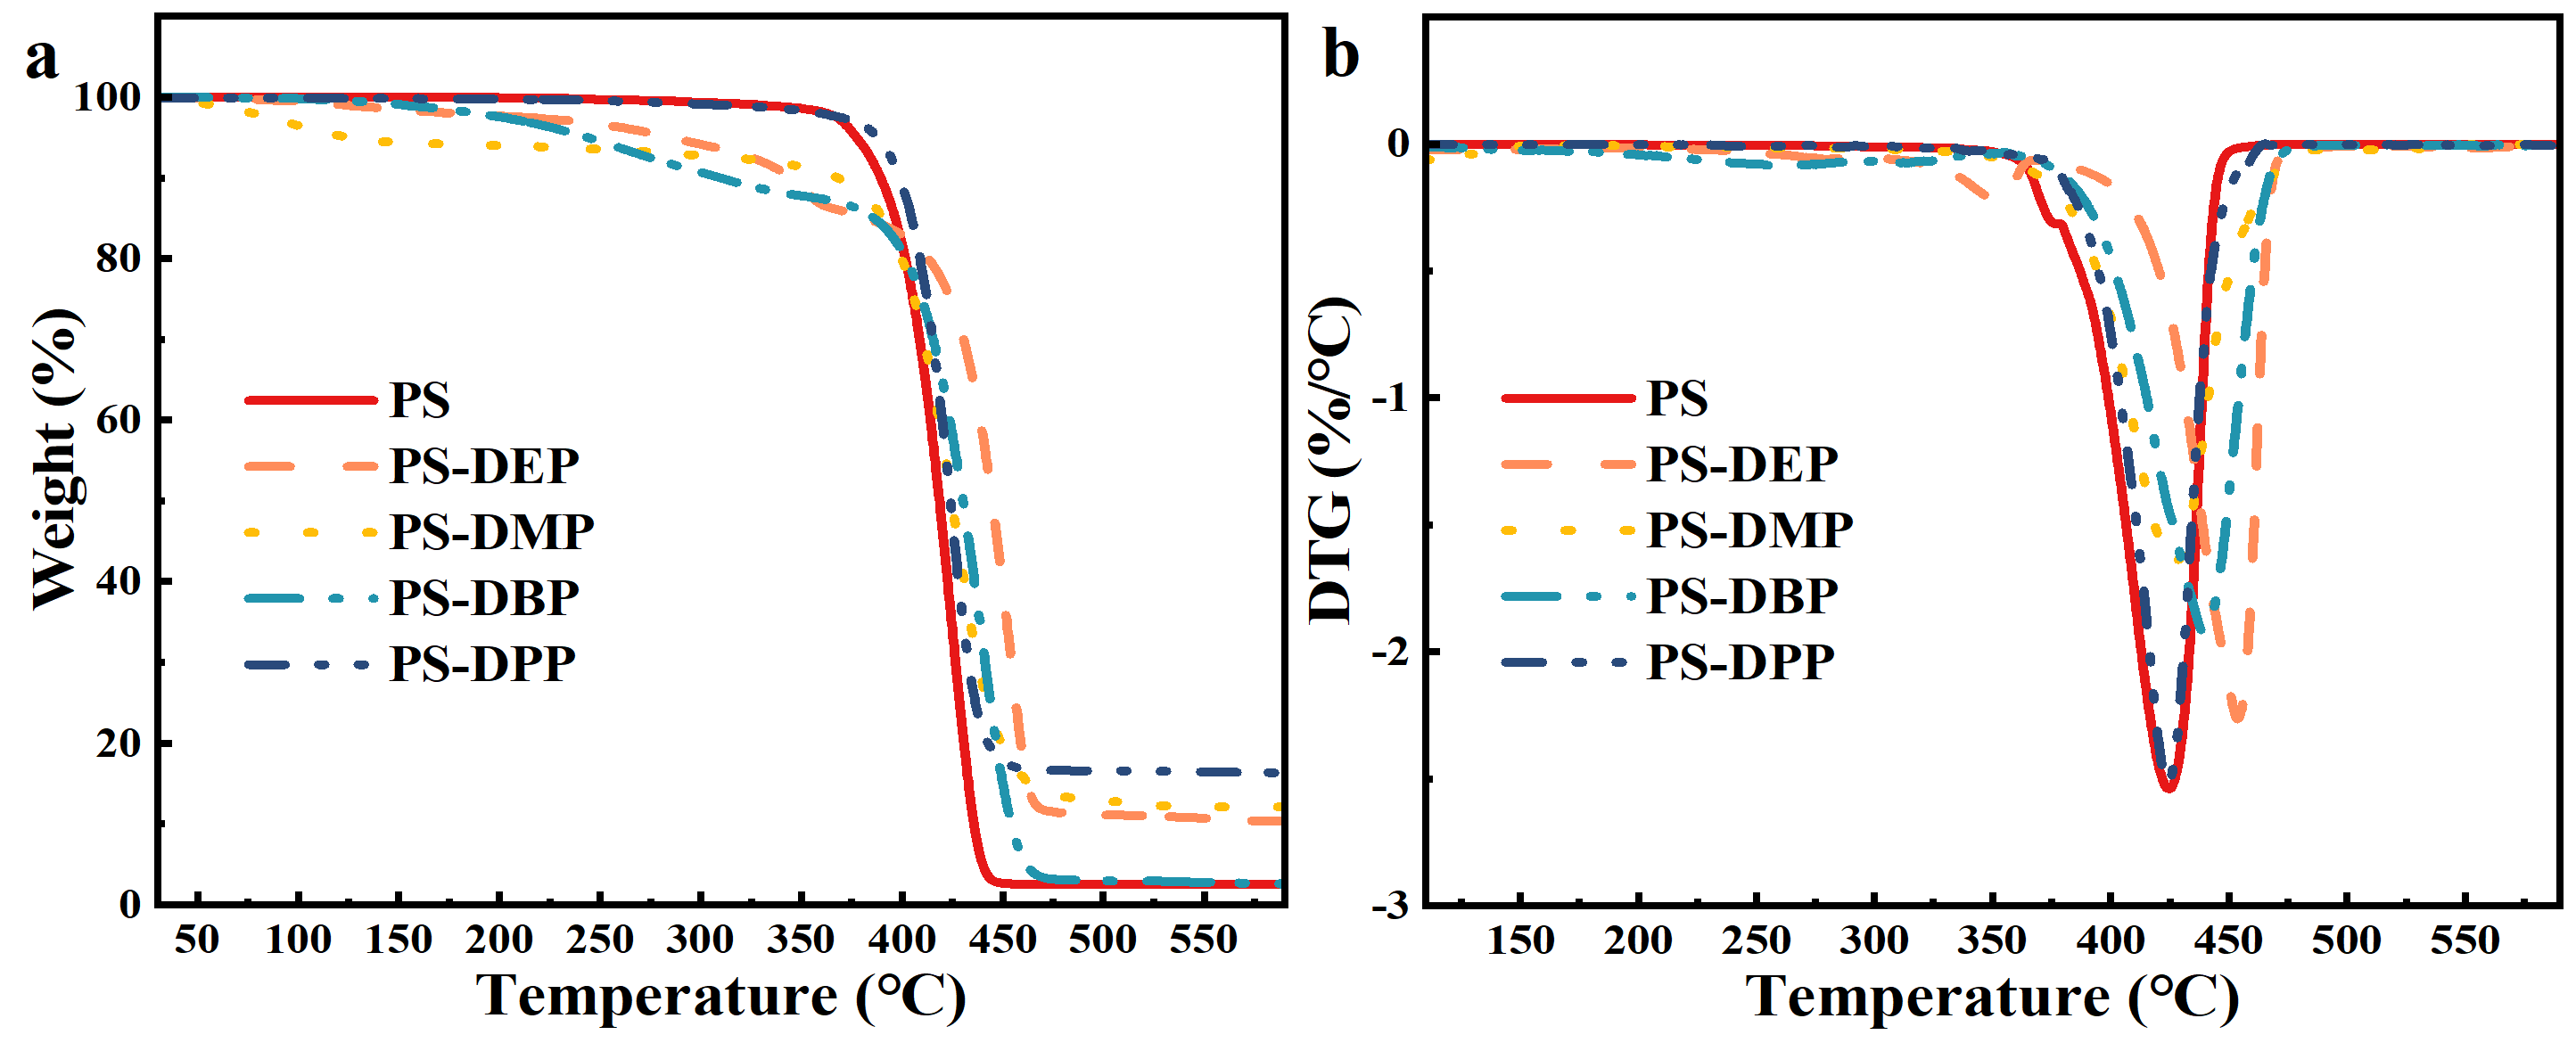 a
Weight (%)
100
80
60
40
20
0
PS
PS-DEP
PS-DMP
PS-DBP
PS-DPP
50 100 150 200 250 300 350 400 450 500 550
Temperature (°C)
b
DTG (%/°C)
0
-1
-2
-3
PS
PS-DEP
PS-DMP
PS-DBP
PS-DPP
150 200 250 300 350 400 450 500 550
Temperature (°C)